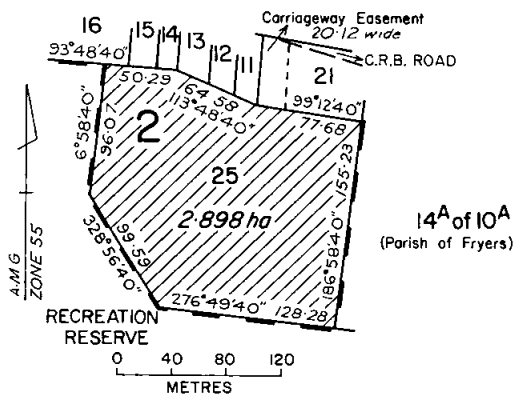 Carriageway Easement
20·12 wide
C.R.B. ROAD
16
15
14
13
12
11
21
93°48'40"
50·29
64·58
113°48'40"
99°12'40"
77·68
6°58'40"
96·07
2
25
2·898 ha
155·23
186°58'40"
14A of 10A
(Parish of Fryers)
A.M.G
ZONE 55
328°56'40"
99·59
276°49'40" 128·28
RECREATION
RESERVE
0 40 80 120
METRES